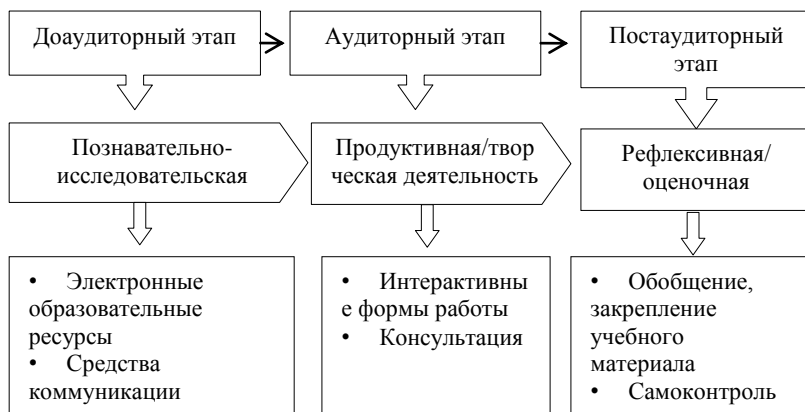 Доаудиторный этап
Аудиторный этап
Постаудиторный
этап
Познавательно-
исследовательская
Продуктивная/твор
ческая деятельность
Рефлексивная/
оценочная
• Электронные
образовательные
ресурсы
• Средства
коммуникации
• Интерактивны
е формы работы
• Консультация
• Обобщение,
закрепление
учебного
материала
• Самоконтроль